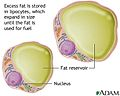 Excess fat is stored
in lipocytes, which
expand in size
until the fat is
used for fuel
Fat reservoir
Nucleus
ADAM.